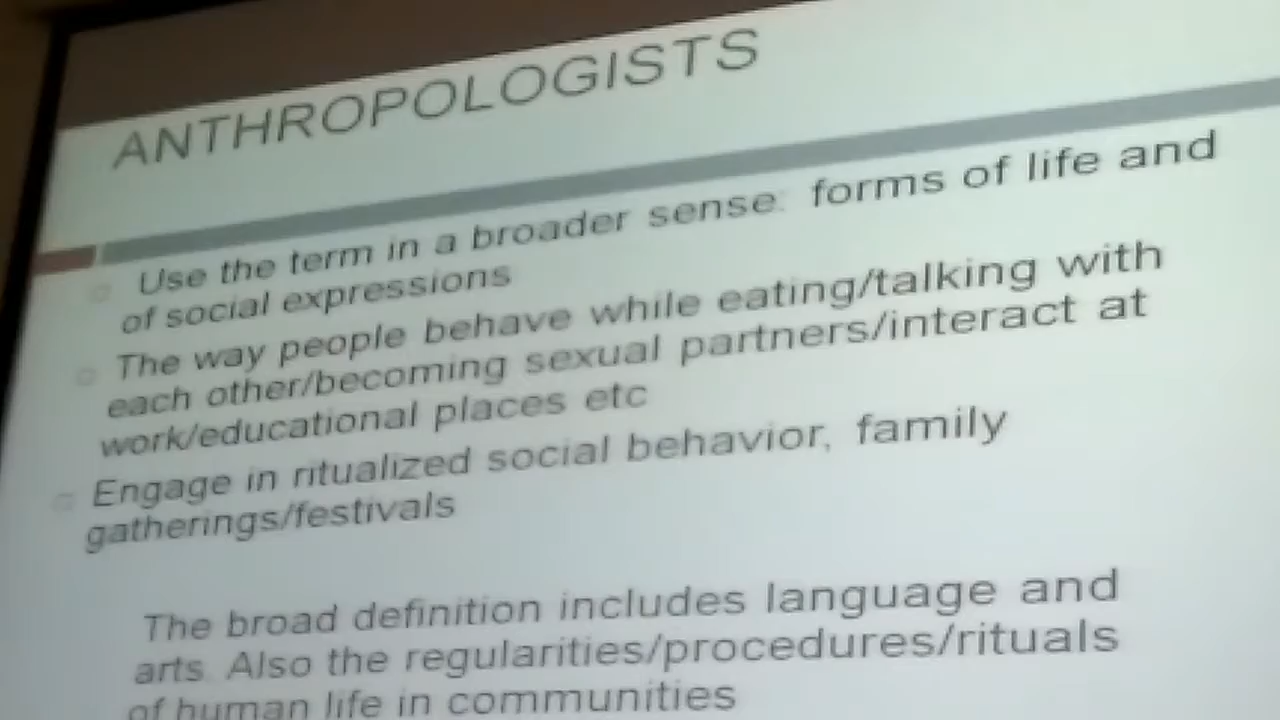 ANTHROPOLOGISTS
Use the term in a broader sense: forms of life and
of social expressions
The way people behave while eating/talking with
each other/becoming sexual partners/interact at
work/educational places etc
Engage in ritualized social behavior, family
gatherings/festivals
The broad definition includes language and
arts. Also the regularities/procedures/rituals
of human life in communities